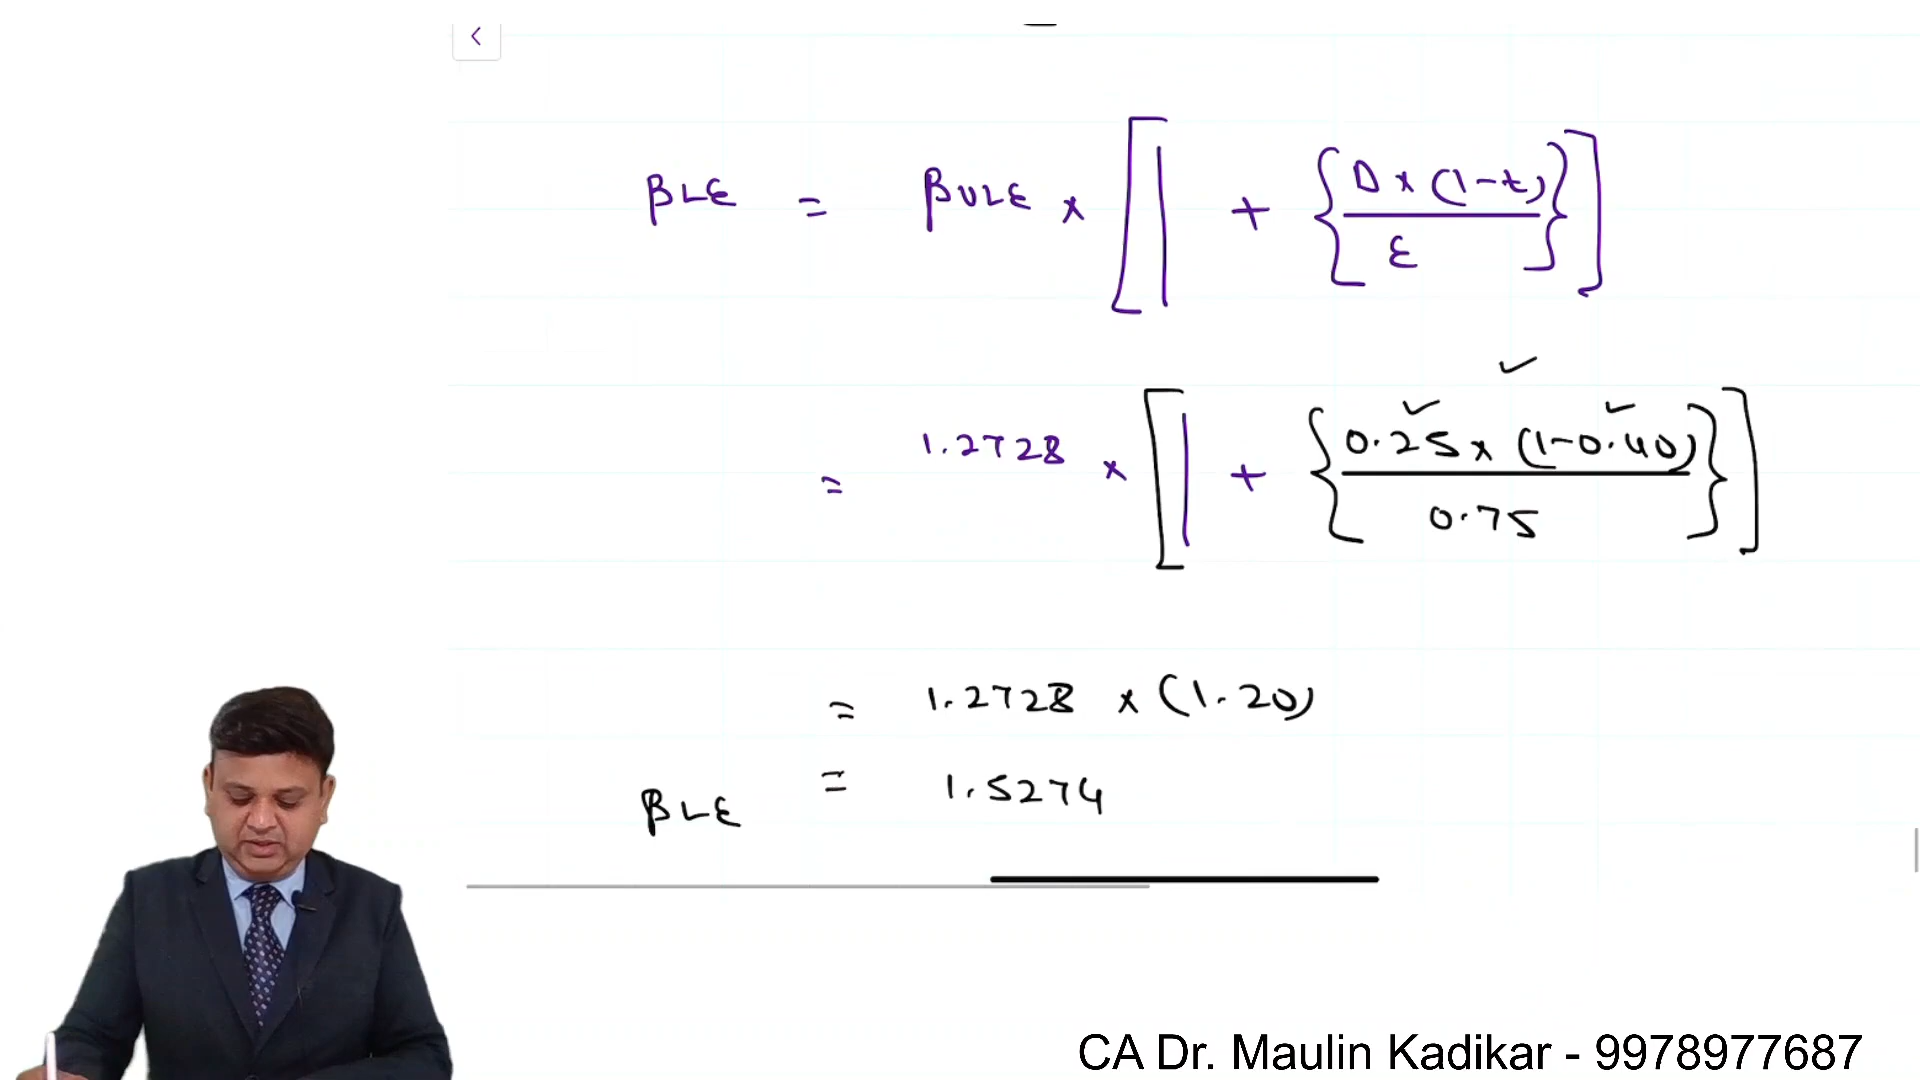 βLE = βULE × [1 + {D × (1-t) / E}]
= 1.2728 × [1 + {0.25 × (1-0.40) / 0.75}]
= 1.2728 × (1.20)
βLE = 1.5274
CA Dr. Maulin Kadikar - 9978977687